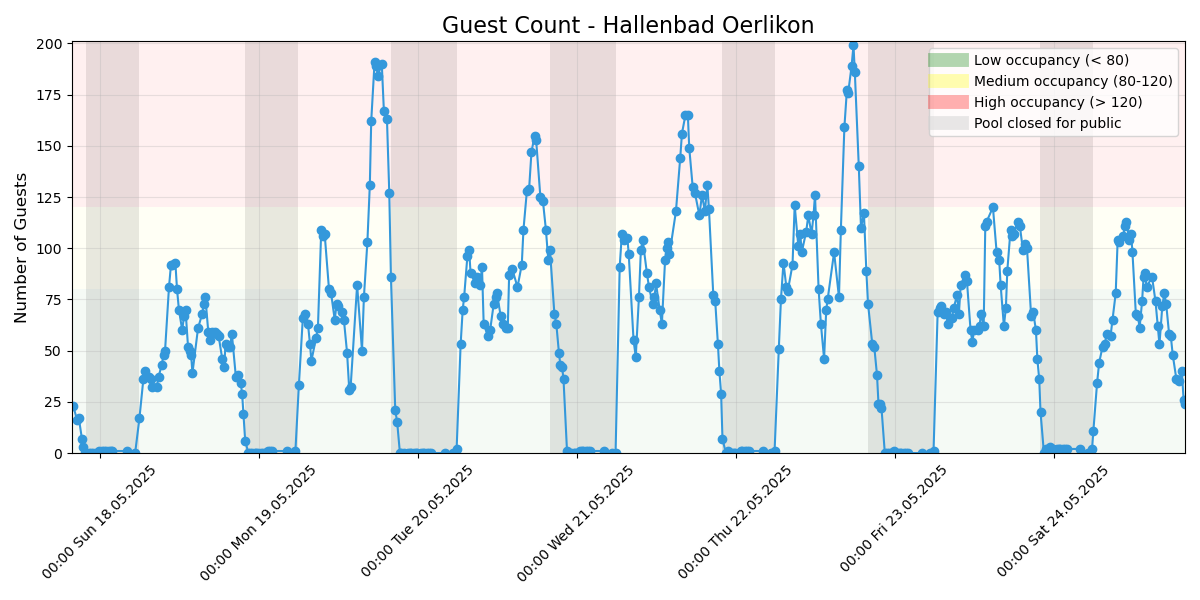 Guest Count - Hallenbad Oerlikon
Number of Guests
200
175
150
125
100
75
50
25
0
Low occupancy (< 80)
Medium occupancy (80-120)
High occupancy (> 120)
Pool closed for public
00:00 Sun 18.05.2025
00:00 Mon 19.05.2025
00:00 Tue 20.05.2025
00:00 Wed 21.05.2025
00:00 Thu 22.05.2025
00:00 Fri 23.05.2025
00:00 Sat 24.05.2025